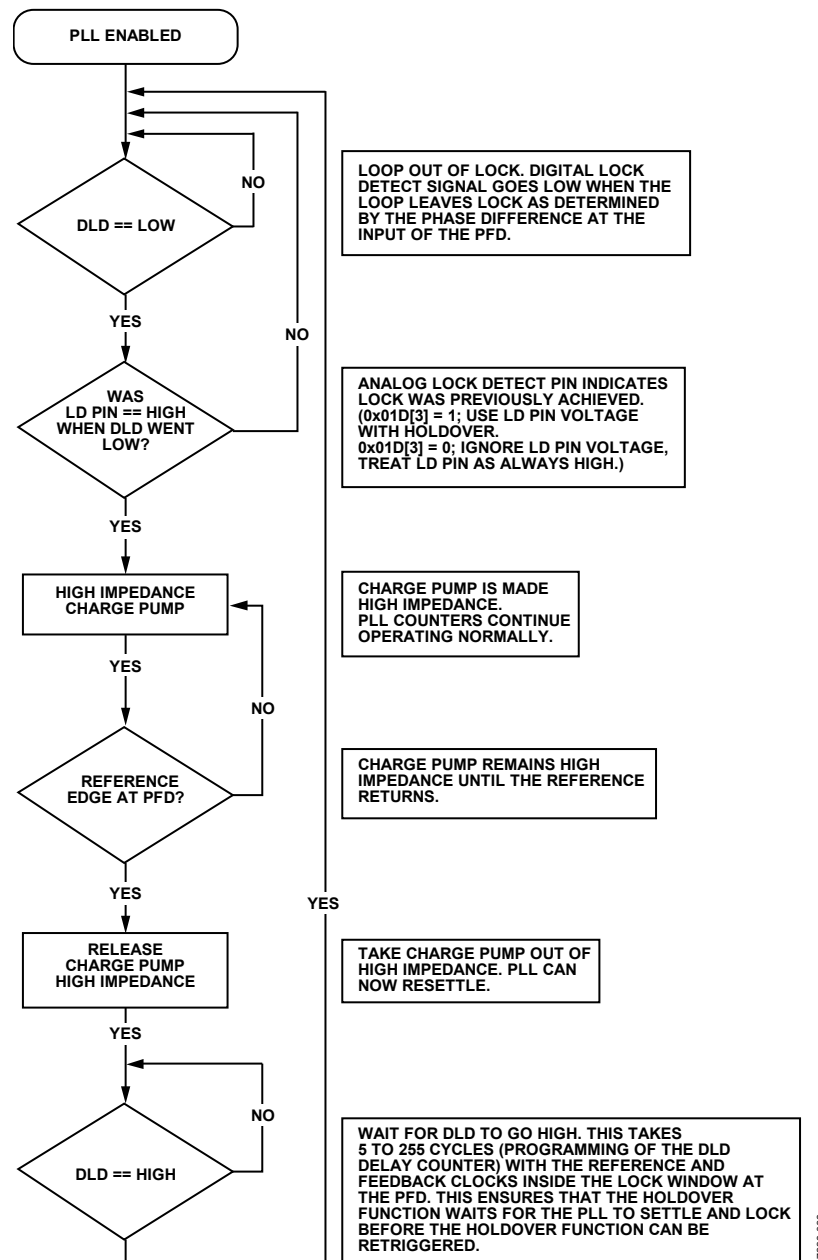 PLL ENABLED
NO
DLD == LOW
LOOP OUT OF LOCK. DIGITAL LOCK
DETECT SIGNAL GOES LOW WHEN THE
LOOP LEAVES LOCK AS DETERMINED
BY THE PHASE DIFFERENCE AT THE
INPUT OF THE PFD.
YES
NO
WAS
LD PIN == HIGH
WHEN DLD WENT
LOW?
ANALOG LOCK DETECT PIN INDICATES
LOCK WAS PREVIOUSLY ACHIEVED.
(0x01D[3] = 1; USE LD PIN VOLTAGE
WITH HOLDOVER.
0x01D[3] = 0; IGNORE LD PIN VOLTAGE,
TREAT LD PIN AS ALWAYS HIGH.)
YES
HIGH IMPEDANCE
CHARGE PUMP
CHARGE PUMP IS MADE
HIGH IMPEDANCE.
PLL COUNTERS CONTINUE
OPERATING NORMALLY.
YES
NO
REFERENCE
EDGE AT PFD?
CHARGE PUMP REMAINS HIGH
IMPEDANCE UNTIL THE REFERENCE
RETURNS.
YES
YES
RELEASE
CHARGE PUMP
HIGH IMPEDANCE
TAKE CHARGE PUMP OUT OF
HIGH IMPEDANCE. PLL CAN
NOW RESETTLE.
YES
NO
DLD == HIGH
WAIT FOR DLD TO GO HIGH. THIS TAKES
5 TO 255 CYCLES (PROGRAMMING OF THE DLD
DELAY COUNTER) WITH THE REFERENCE AND
FEEDBACK CLOCKS INSIDE THE LOCK WINDOW AT
THE PFD. THIS ENSURES THAT THE HOLDOVER
FUNCTION WAITS FOR THE PLL TO SETTLE AND LOCK
BEFORE THE HOLDOVER FUNCTION CAN BE
RETRIGGERED.